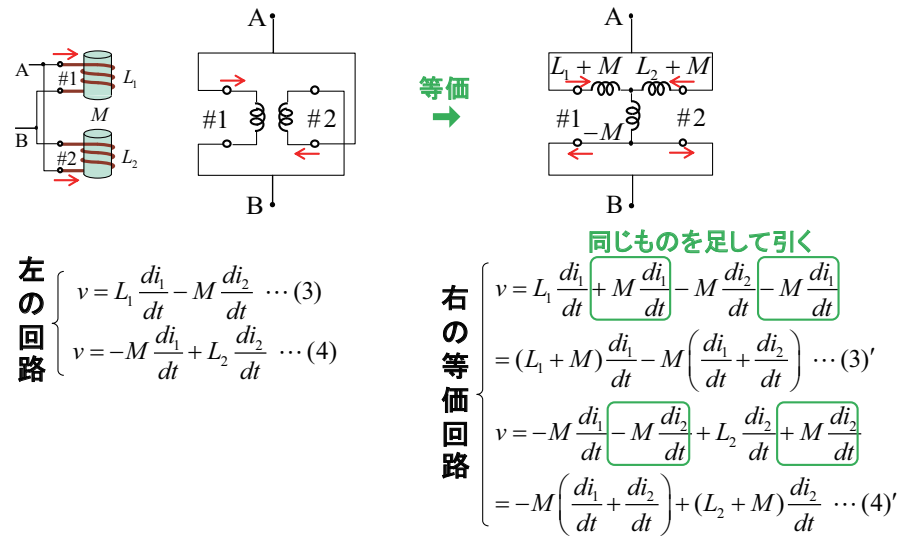 A
#1
L₁
M
B
#2
L₂
A
#1
#2
B
等価
A
L₁ + M
L₂ + M
#1
−M
#2
B
左の回路
v = L₁ di₁/dt − M di₂/dt ⋯(3)
v = −M di₁/dt + L₂ di₂/dt ⋯(4)
同じものを足して引く
右の等価回路
v = L₁ di₁/dt + M di₁/dt − M di₂/dt − M di₁/dt
= (L₁ + M) di₁/dt − M (di₁/dt + di₂/dt) ⋯(3)′
v = −M di₁/dt − M di₂/dt + L₂ di₂/dt + M di₂/dt
= −M (di₁/dt + di₂/dt) + (L₂ + M) di₂/dt ⋯(4)′